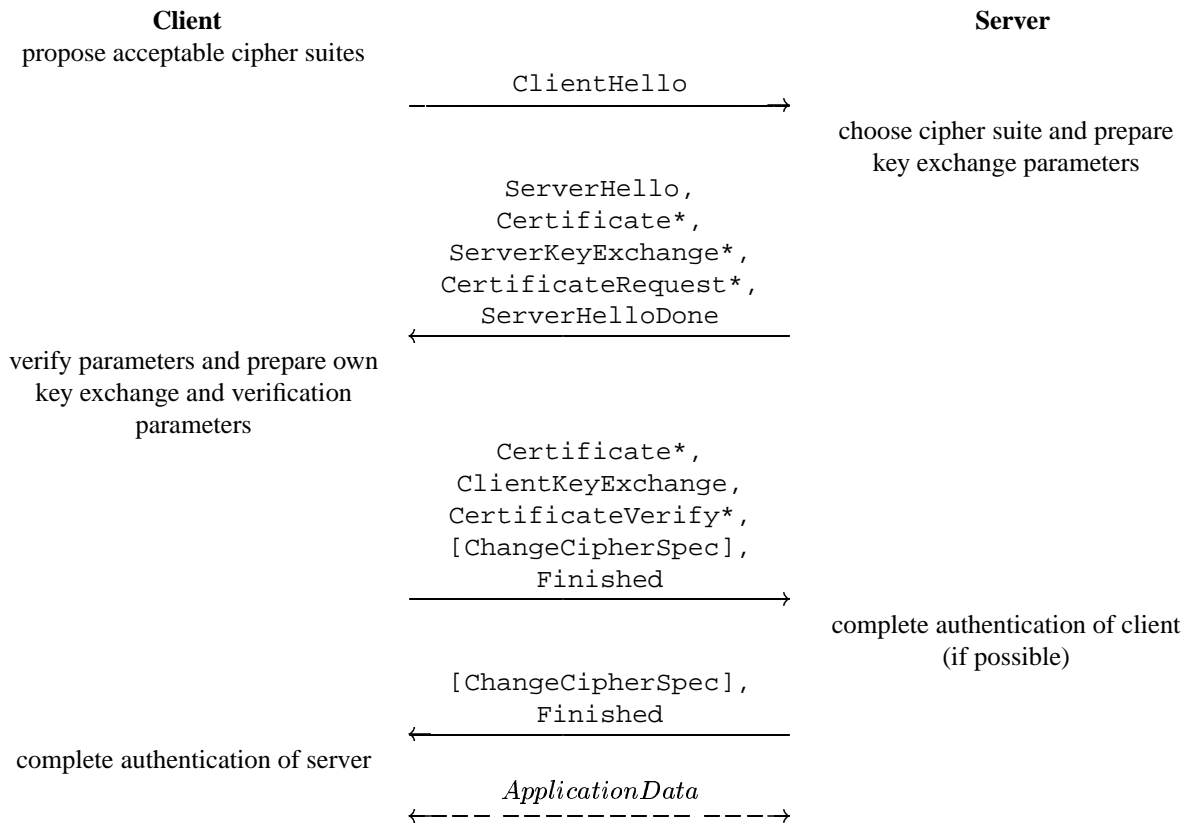 Client
Server
propose acceptable cipher suites
ClientHello
choose cipher suite and prepare
key exchange parameters
ServerHello,
Certificate*,
ServerKeyExchange*,
CertificateRequest*,
ServerHelloDone
verify parameters and prepare own
key exchange and verification
parameters
Certificate*,
ClientKeyExchange,
CertificateVerify*,
[ChangeCipherSpec],
Finished
complete authentication of client
(if possible)
[ChangeCipherSpec],
Finished
complete authentication of server
ApplicationData